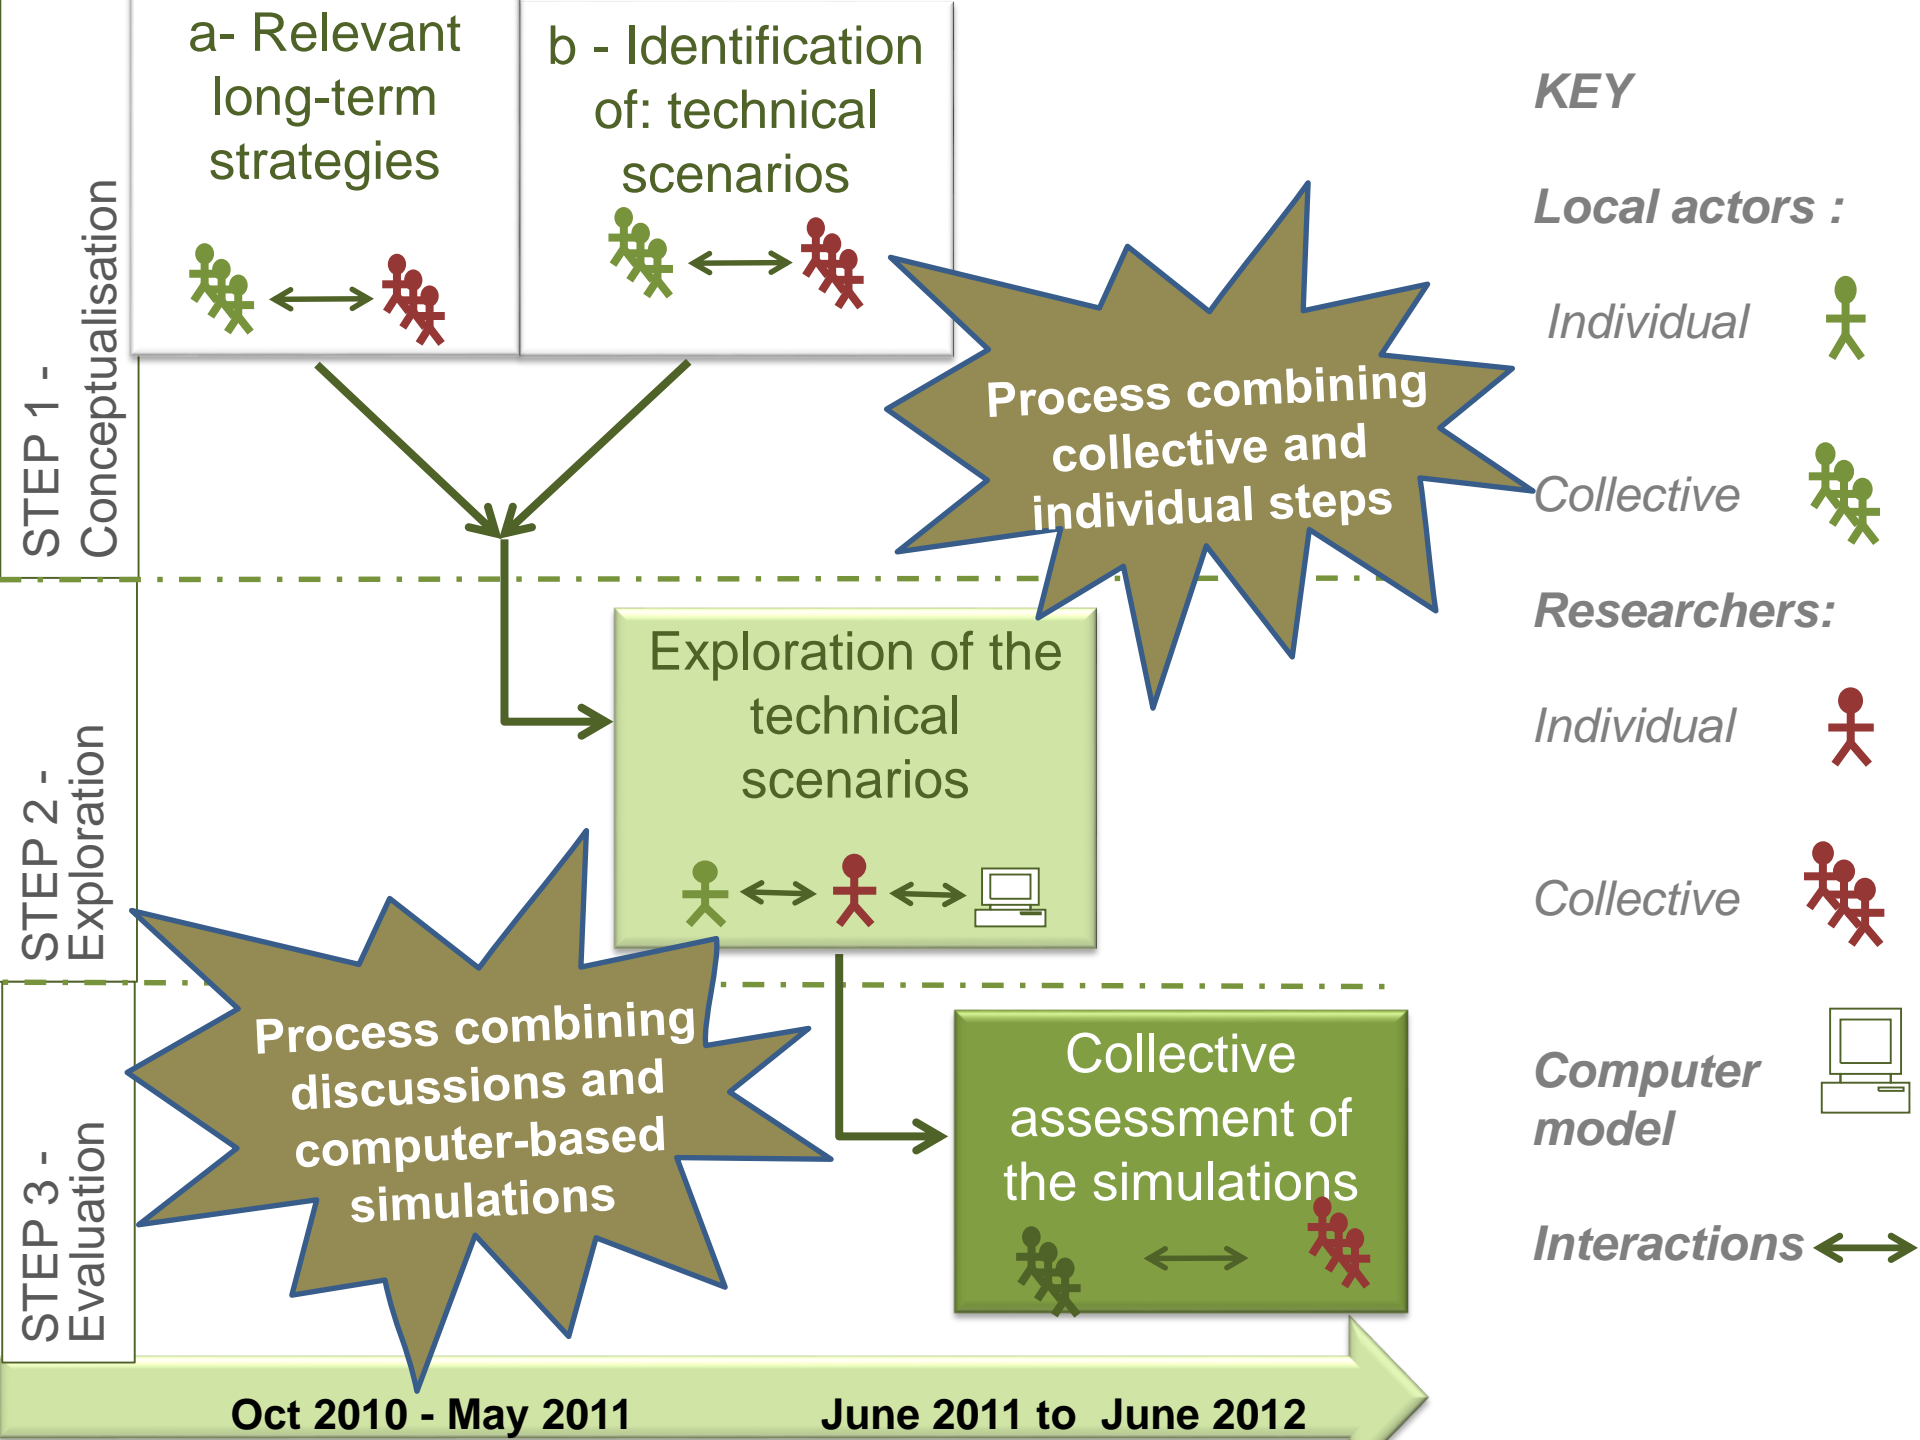 a- Relevant
long-term
strategies
b - Identification
of: technical
scenarios
STEP 1 -
Conceptualisation
Process combining
collective and
individual steps
STEP 2 -
Exploration
Exploration of the
technical
scenarios
STEP 3 -
Evaluation
Process combining
discussions and
computer-based
simulations
Collective
assessment of
the simulations
Oct 2010 - May 2011
June 2011 to June 2012
KEY
Local actors :
Individual
Collective
Researchers:
Individual
Collective
Computer
model
Interactions